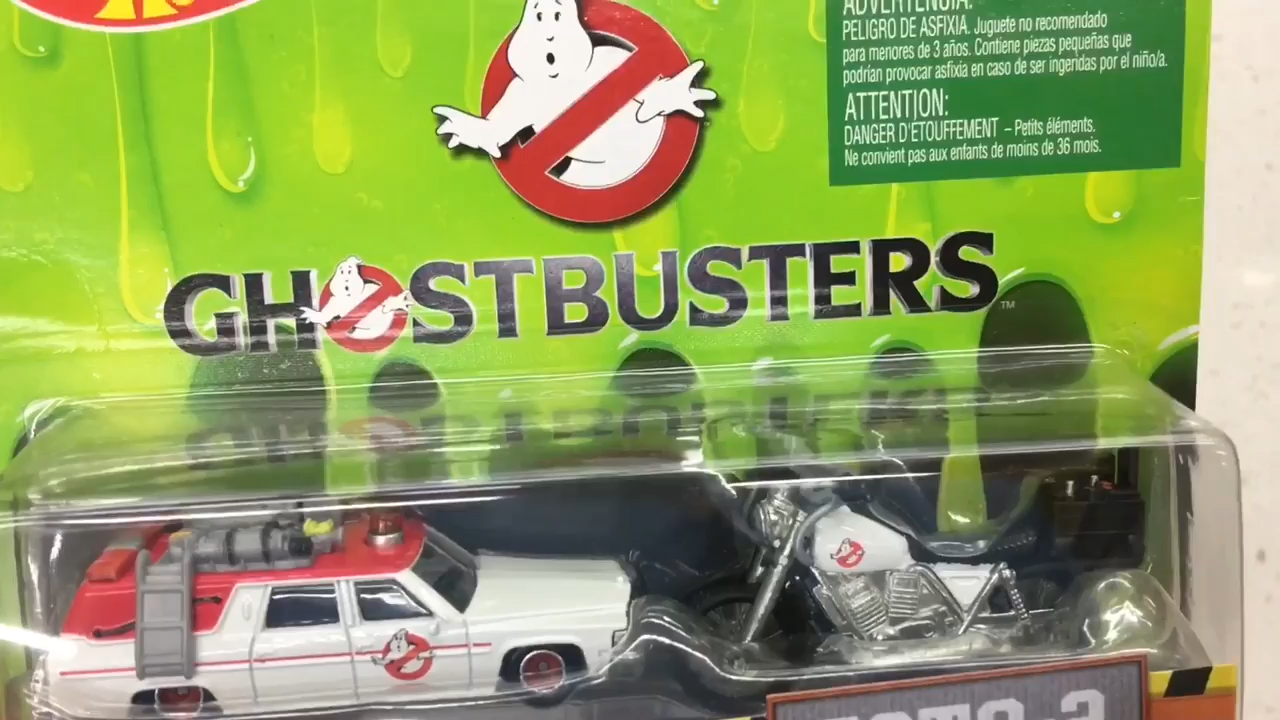 ADVERTENCIA:
PELIGRO DE ASFIXIA. Juguete no recomendado
para menores de 3 años. Contiene piezas pequeñas que
podrían provocar asfixia en caso de ser ingeridas por el niño/a.
ATTENTION:
DANGER D'ETOUFFEMENT – Petits éléments.
Ne convient pas aux enfants de moins de 36 mois.
GHOSTBUSTERS™